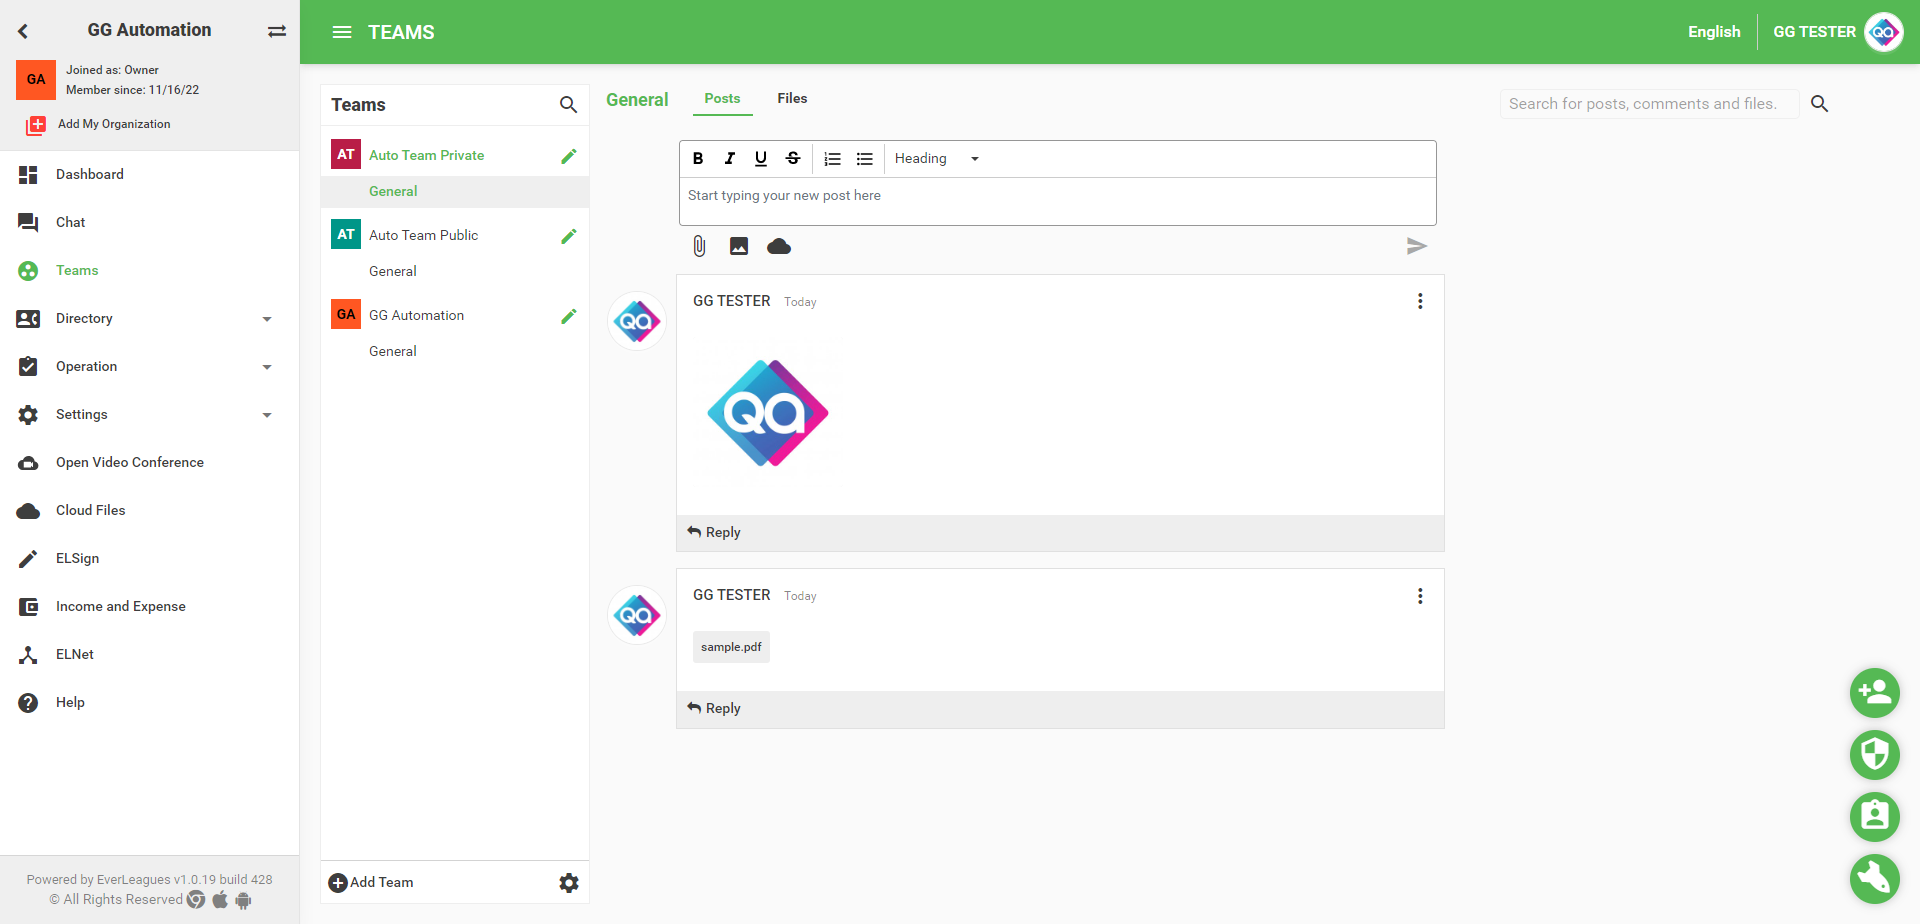 GG Automation
GA
Joined as: Owner
Member since: 11/16/22
Add My Organization
Dashboard
Chat
Teams
Directory
Operation
Settings
Open Video Conference
Cloud Files
ELSign
Income and Expense
ELNet
Help
Powered by EverLeagues v1.0.19 build 428
© All Rights Reserved
TEAMS
English
GG TESTER
Qa
Teams
AT Auto Team Private
General
AT Auto Team Public
General
GA GG Automation
General
Add Team
General
Posts
Files
Search for posts, comments and files.
B I U S Heading
Start typing your new post here
Qa
GG TESTER Today
Qa
Reply
Qa
GG TESTER Today
sample.pdf
Reply